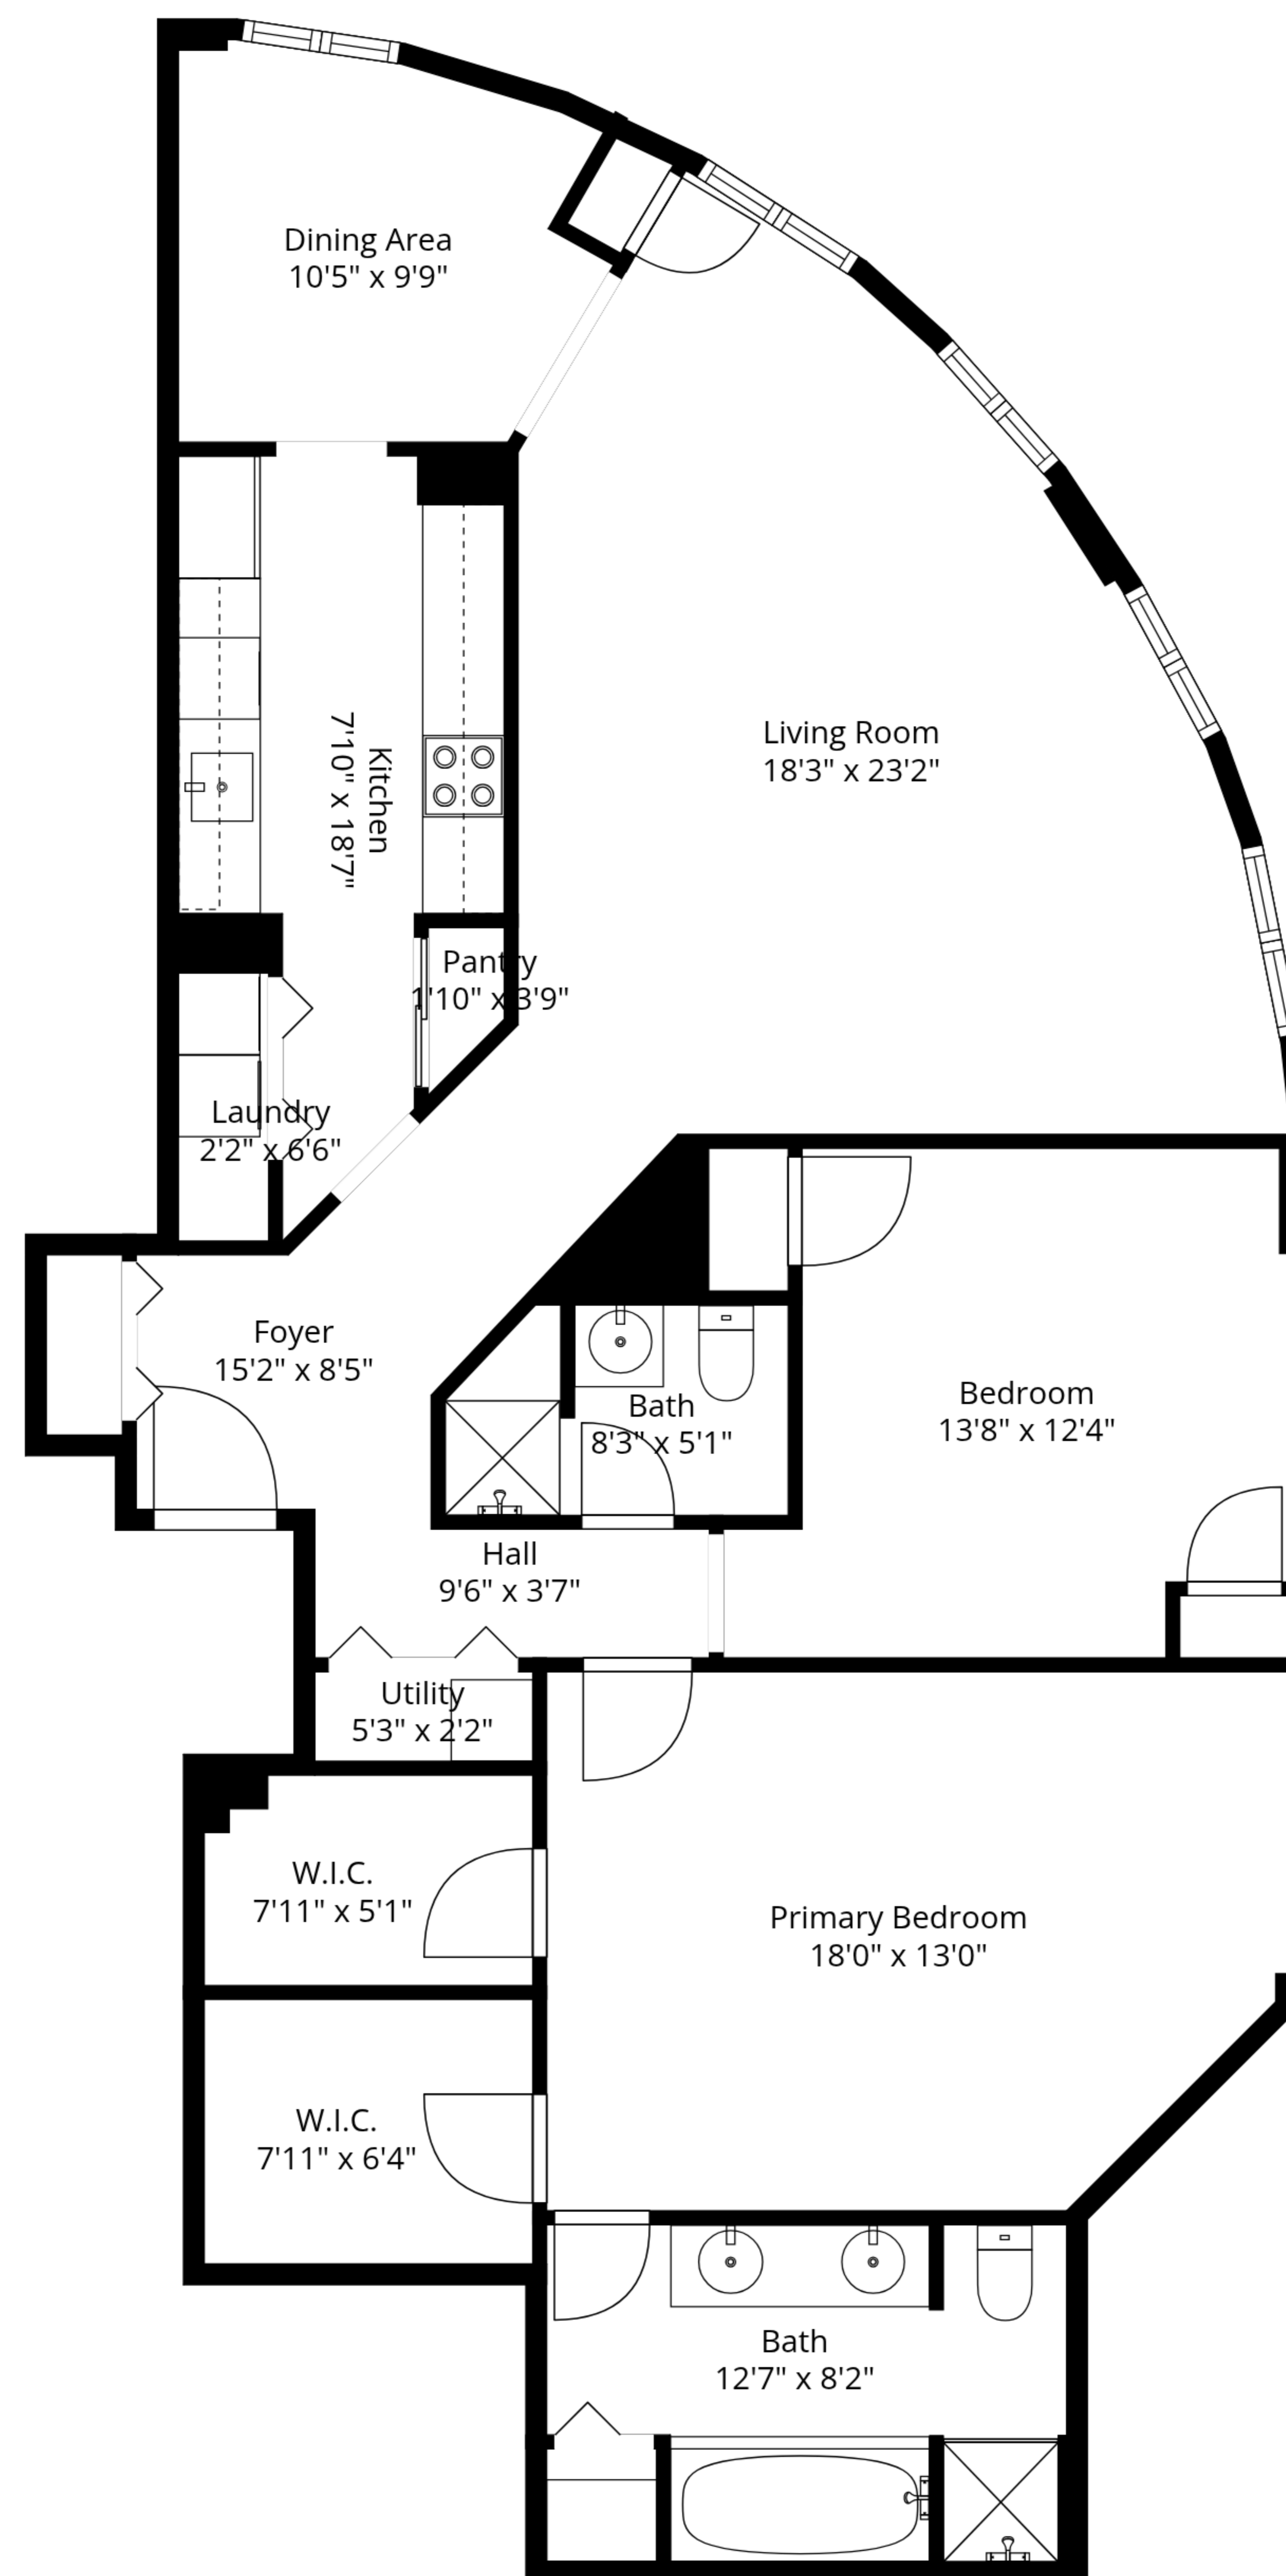 Dining Area
10'5" x 9'9"
Kitchen
7'10" x 18'7"
Living Room
18'3" x 23'2"
Pantry
1'10" x 3'9"
Laundry
2'2" x 6'6"
Foyer
15'2" x 8'5"
Bath
8'3" x 5'1"
Bedroom
13'8" x 12'4"
Hall
9'6" x 3'7"
Utility
5'3" x 2'2"
W.I.C.
7'11" x 5'1"
Primary Bedroom
18'0" x 13'0"
W.I.C.
7'11" x 6'4"
Bath
12'7" x 8'2"